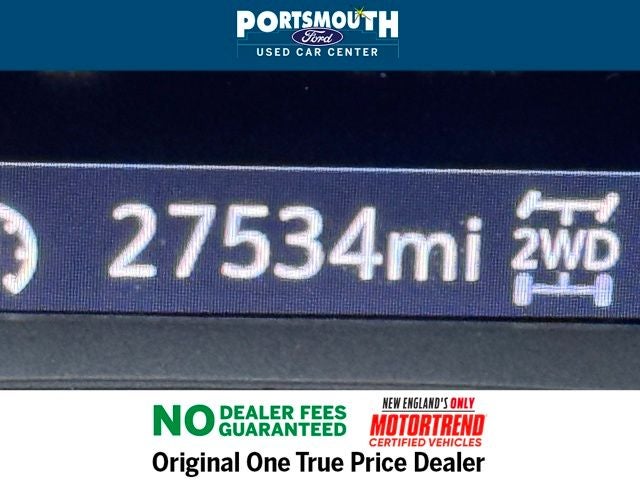 PORTSMOUTH
Ford
USED CAR CENTER
27534mi 2WD
NO DEALER FEES
GUARANTEED
NEW ENGLAND'S ONLY
MOTORTREND
CERTIFIED VEHICLES
Original One True Price Dealer